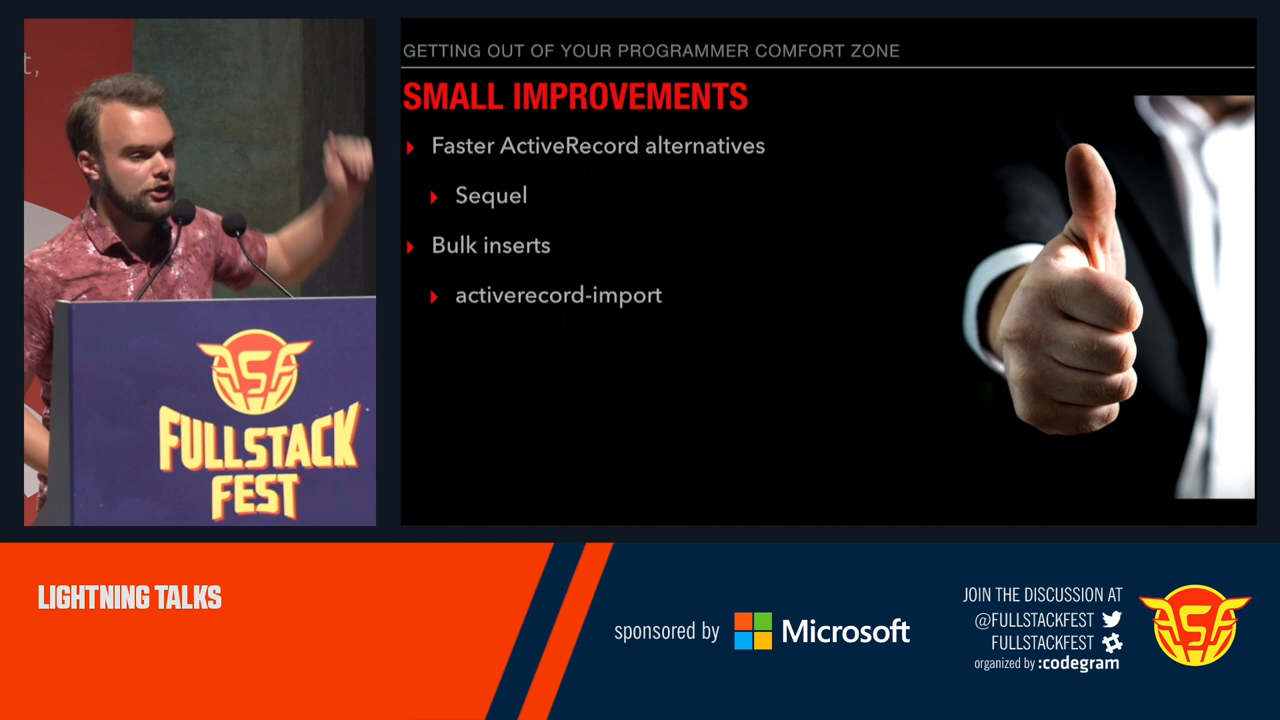 t,
FULLSTACK
FEST
GETTING OUT OF YOUR PROGRAMMER COMFORT ZONE
SMALL IMPROVEMENTS
Faster ActiveRecord alternatives
Sequel
Bulk inserts
activerecord-import
LIGHTNING TALKS
sponsored by Microsoft
JOIN THE DISCUSSION AT
@FULLSTACKFEST
FULLSTACKFEST
organized by :codegram